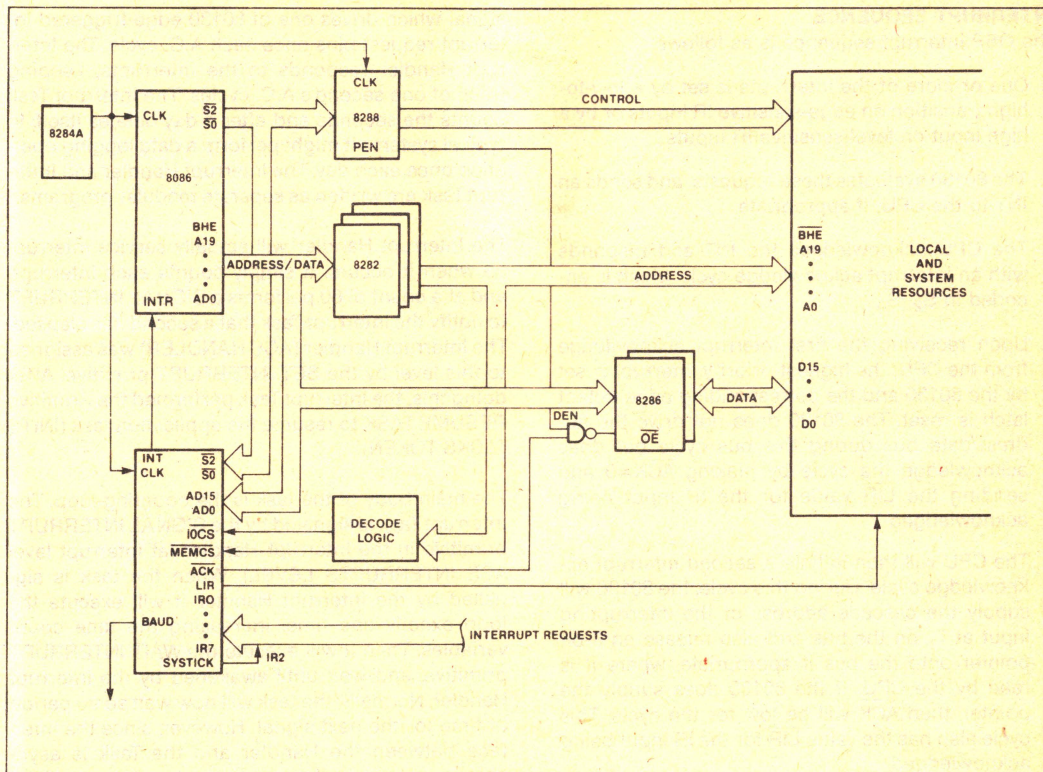 CLK
8284A
CLK
S2
S0
8086
8288
PEN
CONTROL
BHE
A19
AD0
INTR
ADDRESS/DATA
8282
ADDRESS
BHE
A19
A0
LOCAL
AND
SYSTEM
RESOURCES
D15
D0
8286
OE
DATA
DEN
INT
CLK
S2
S0
AD15
AD0
IOCS
MEMCS
ACK
LIR
IR0
IR7
SYSTICK
BAUD
DECODE
LOGIC
INTERRUPT REQUESTS
IR2